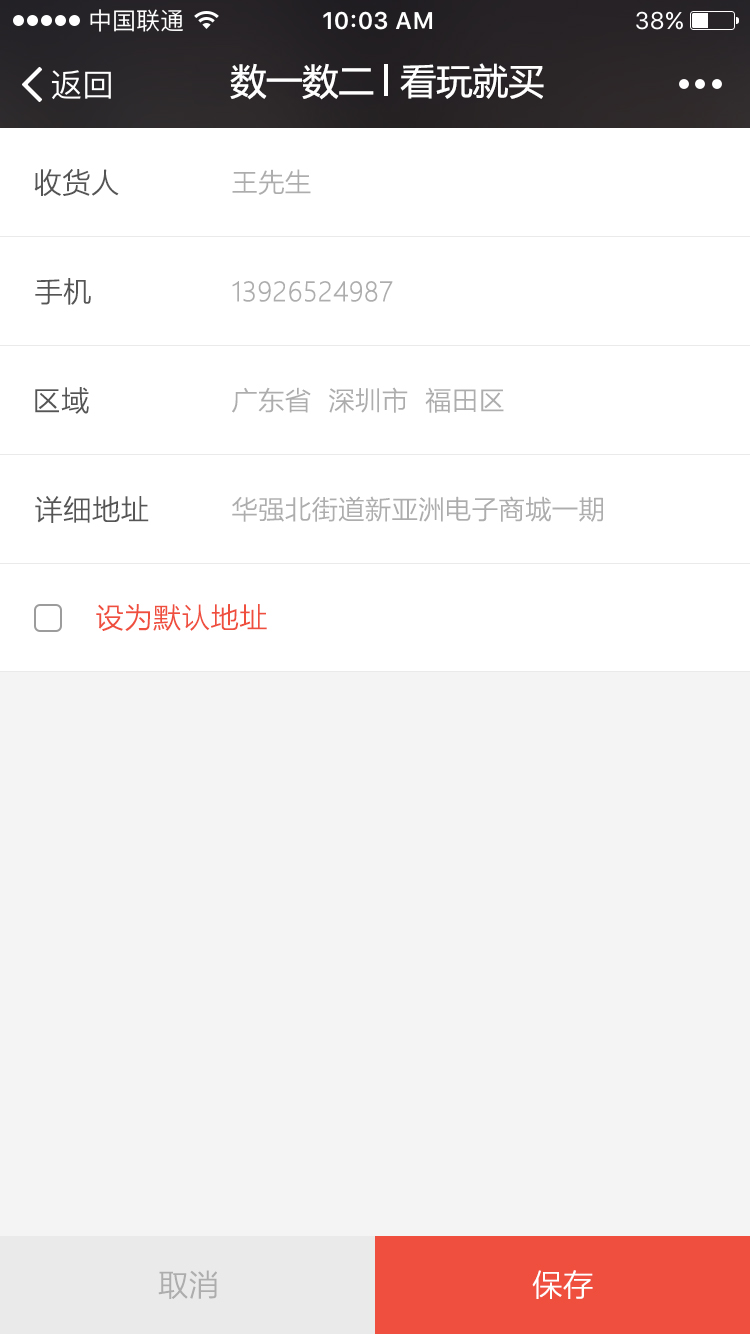 中国联通 10:03 AM 38%
返回 数一数二 | 看玩就买
收货人 王先生
手机 13926524987
区域 广东省 深圳市 福田区
详细地址 华强北街道新亚洲电子商城一期
设为默认地址
取消 保存